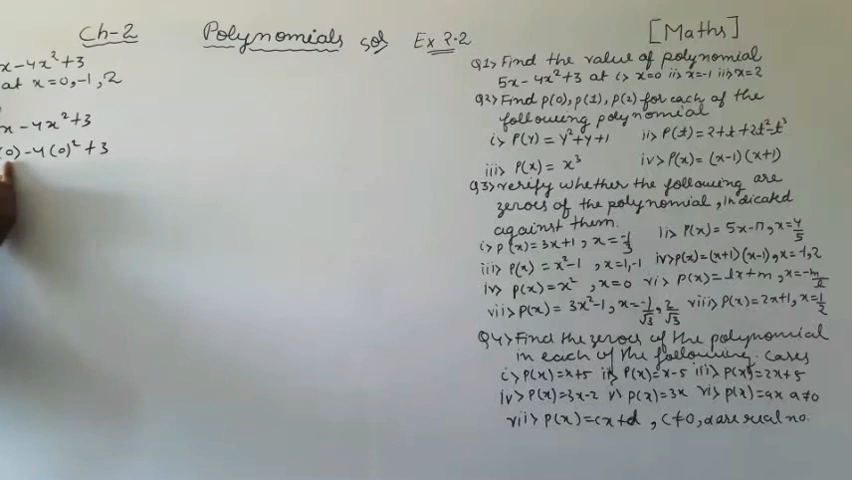 Ch-2 Polynomials sol Ex 2.2 [Maths]
x-4x²+3
at x=0,-1,2
x-4x²+3
(0)-4(0)²+3
Q1> Find the value of polynomial
5x-4x²+3 at i> x=0 ii> x=-1 iii> x=2
Q2> Find p(0), p(1), p(2) for each of the
following polynomial
i> P(y) = y²+y+1 ii> P(t) = 2+t+2t²-t³
iii> P(x) = x³ iv> P(x) = (x-1)(x+1)
Q3> verify whether the following are
zeroes of the polynomial, Indicated
against them.
i> p(x) = 3x+1, x=-1/3 ii> P(x) = 5x-π, x=4/5
iii> P(x) = x²-1, x=1,-1 iv> p(x) = (x+1)(x-1), x=-1,2
iv> P(x) = x², x=0 vi> P(x) = lx+m, x=-m/l
vii> P(x) = 3x²-1, x=-1/√3, 2/√3 viii> P(x) = 2x+1, x=1/2
Q4> Find the zeroes of the polynomial
in each of the following cases
i> P(x) = x+5 ii> P(x) = x-5 iii> P(x) = 2x+5
iv> P(x) = 3x-2 v> p(x) = 3x vi> p(x) = ax a≠0
vii> P(x) = cx+d, c≠0, d are real no.